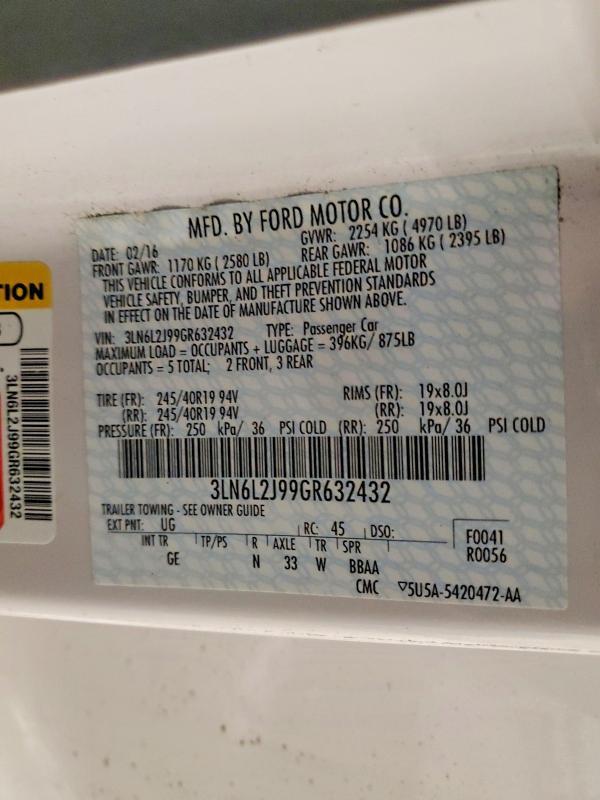 MFD. BY FORD MOTOR CO.
DATE: 02/16 GVWR: 2254 KG ( 4970 LB)
FRONT GAWR: 1170 KG ( 2580 LB) REAR GAWR: 1086 KG ( 2395 LB)
THIS VEHICLE CONFORMS TO ALL APPLICABLE FEDERAL MOTOR
VEHICLE SAFETY, BUMPER, AND THEFT PREVENTION STANDARDS
IN EFFECT ON THE DATE OF MANUFACTURE SHOWN ABOVE.
VIN: 3LN6L2J99GR632432 TYPE: Passenger Car
MAXIMUM LOAD = OCCUPANTS + LUGGAGE = 396KG/ 875LB
OCCUPANTS = 5 TOTAL; 2 FRONT, 3 REAR
TIRE (FR): 245/40R19 94V RIMS (FR): 19x8.0J
(RR): 245/40R19 94V (RR): 19x8.0J
PRESSURE (FR): 250 kPa/ 36 PSI COLD (RR): 250 kPa/ 36 PSI COLD
3LN6L2J99GR632432
TRAILER TOWING - SEE OWNER GUIDE
EXT PNT: UG RC: 45 DSO: F0041
INT TR TP/PS R AXLE TR SPR R0056
GE N 33 W BBAA
CMC ▽5U5A-5420472-AA
TION
3LN6L2J99GR632432